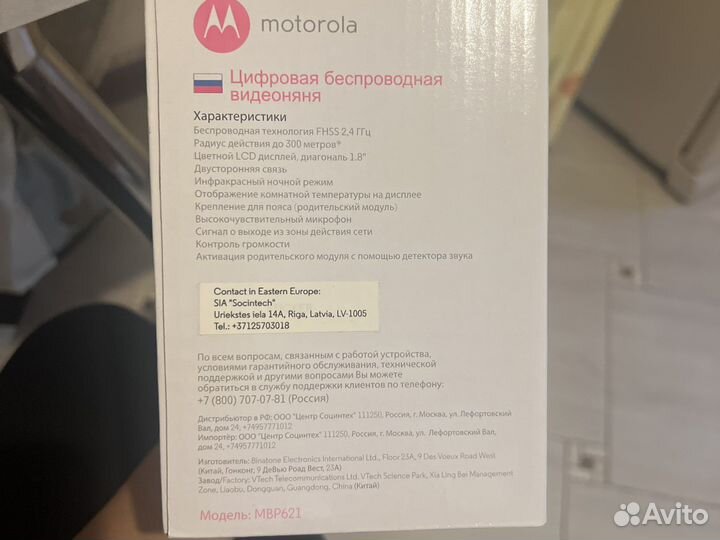 motorola
Цифровая беспроводная
видеоняня
Характеристики
Беспроводная технология FHSS 2,4 ГГц
Радиус действия до 300 метров*
Цветной LCD дисплей, диагональ 1.8"
Двусторонняя связь
Инфракрасный ночной режим
Отображение комнатной температуры на дисплее
Крепление для пояса (родительский модуль)
Высокочувствительный микрофон
Сигнал о выходе из зоны действия сети
Контроль громкости
Активация родительского модуля с помощью детектора звука
Contact in Eastern Europe:
SIA "Socintech"
Uriekstes iela 14A, Riga, Latvia, LV-1005
Tel.: +37125703018
По всем вопросам, связанным с работой устройства,
условиями гарантийного обслуживания, технической
поддержкой и другими вопросами Вы можете
обратиться в службу поддержки клиентов по телефону:
+7 (800) 707-07-81 (Россия)
Дистрибьютор в РФ: ООО "Центр Социнтех" 111250, Россия, г. Москва, ул. Лефортовский
Вал, дом 24, +74957771012
Импортёр: ООО "Центр Социнтех" 111250, Россия, г. Москва, ул. Лефортовский Вал,
дом 24, +74957771012
Изготовитель: Binatone Electronics International Ltd., Floor 23A, 9 Des Voeux Road West
(Китай, Гонконг, 9 Девью Роад Вест, 23А)
Завод/Factory: VTech Telecommunications Ltd. VTech Science Park, Xia Ling Bei Management
Zone, Liaobu, Dongguan, Guangdong, China (Китай)
Модель: MBP621
Avito